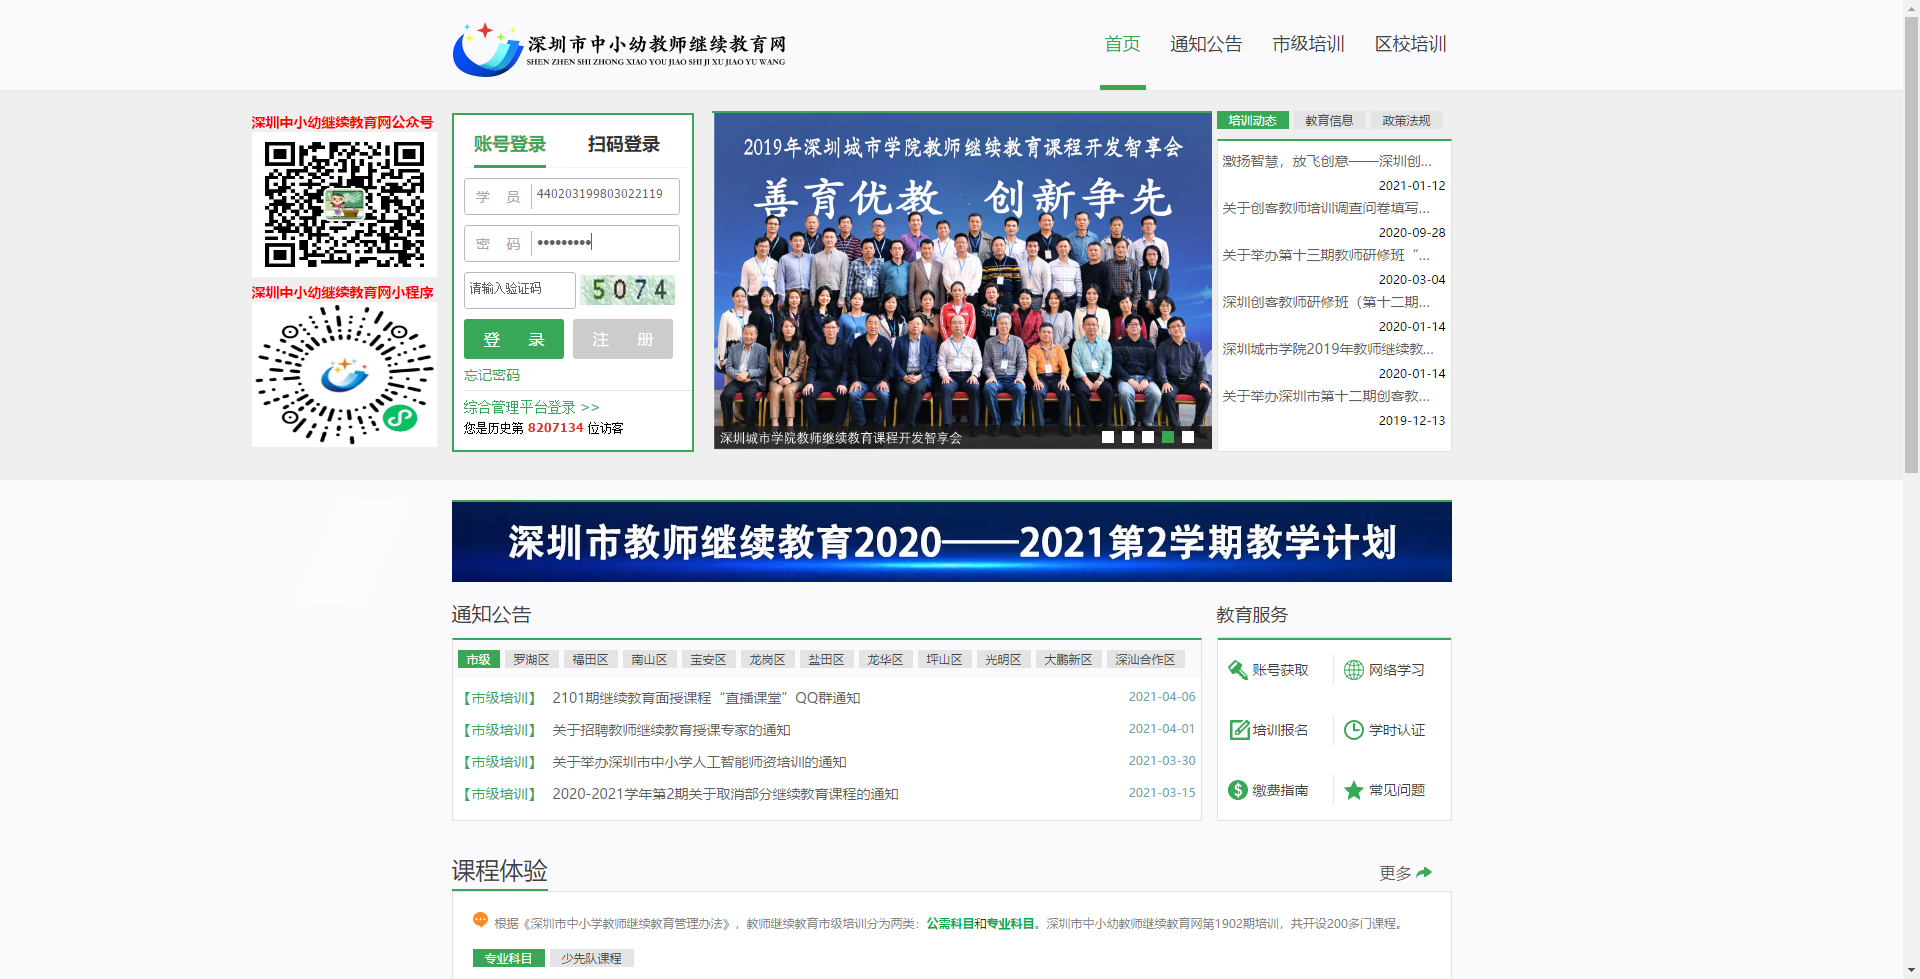 深圳市中小幼教师继续教育网
SHEN ZHEN SHI ZHONG XIAO YOU JIAO SHI JI XU JIAO YU WANG
首页 通知公告 市级培训 区校培训
深圳中小幼继续教育网公众号
深圳中小幼继续教育网小程序
账号登录 扫码登录
学 员 440203199803022119
密 码 •••••••••
请输入验证码 5074
登 录 注 册
忘记密码
综合管理平台登录 >>
您是历史第 8207134 位访客
2019年深圳城市学院教师继续教育课程开发智享会
善育优教 创新争先
深圳城市学院教师继续教育课程开发智享会
培训动态 教育信息 政策法规
激扬智慧，放飞创意——深圳创...
2021-01-12
关于创客教师培训调查问卷填写...
2020-09-28
关于举办第十三期教师研修班“...
2020-03-04
深圳创客教师研修班（第十二期...
2020-01-14
深圳城市学院2019年教师继续教...
2020-01-14
关于举办深圳市第十二期创客教...
2019-12-13
深圳市教师继续教育2020——2021第2学期教学计划
通知公告
市级 罗湖区 福田区 南山区 宝安区 龙岗区 盐田区 龙华区 坪山区 光明区 大鹏新区 深汕合作区
【市级培训】 2101期继续教育面授课程“直播课堂”QQ群通知 2021-04-06
【市级培训】 关于招聘教师继续教育授课专家的通知 2021-04-01
【市级培训】 关于举办深圳市中小学人工智能师资培训的通知 2021-03-30
【市级培训】 2020-2021学年第2期关于取消部分继续教育课程的通知 2021-03-15
教育服务
账号获取 网络学习
培训报名 学时认证
缴费指南 常见问题
课程体验 更多
根据《深圳市中小学教师继续教育管理办法》，教师继续教育市级培训分为两类：公需科目和专业科目。深圳市中小幼教师继续教育网第1902期培训，共开设200多门课程。
专业科目 少先队课程